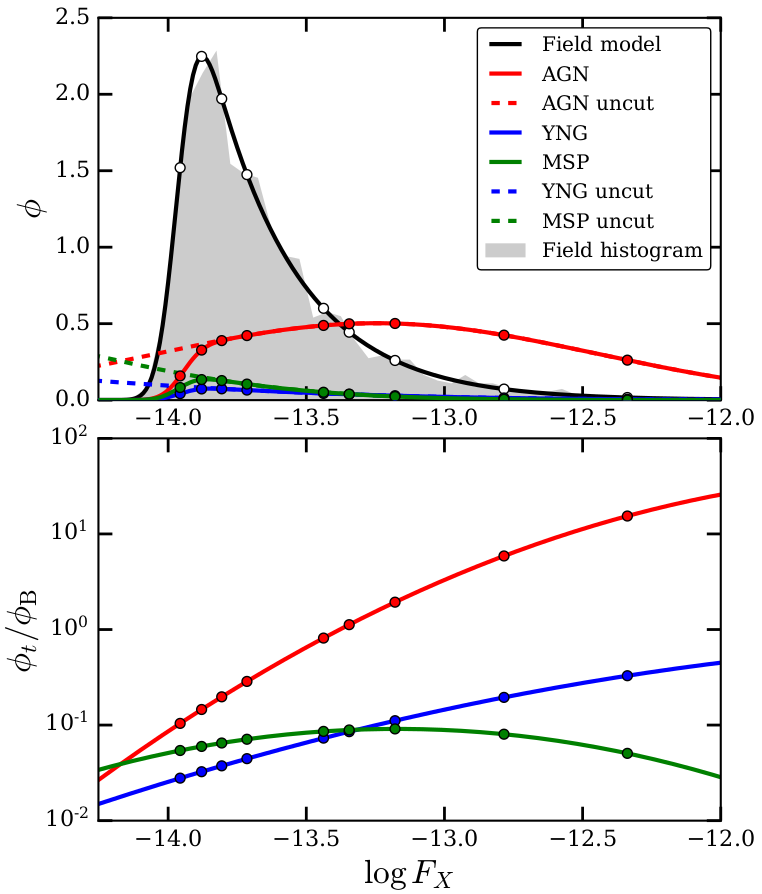 2.5
2.0
1.5
1.0
0.5
0.0
ϕ
Field model
AGN
AGN uncut
YNG
MSP
YNG uncut
MSP uncut
Field histogram
−14.0 −13.5 −13.0 −12.5 −12.0
10²
10¹
10⁰
10⁻¹
10⁻²
ϕₜ/ϕ_B
−14.0 −13.5 −13.0 −12.5 −12.0
log F_X